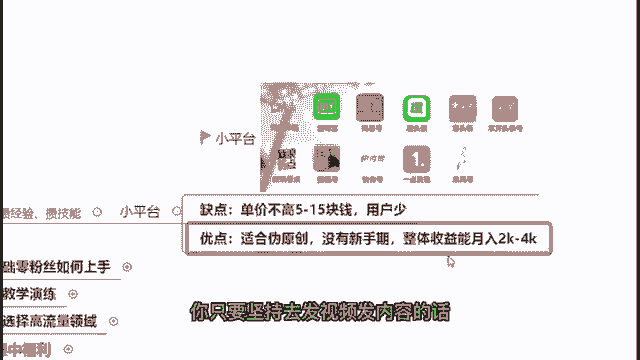 小平台
攒经验、攒技能
小平台
缺点：单价不高5-15块钱，用户少
优点：适合伪原创，没有新手期，整体收益能月入2k-4k
础零粉丝如何上手
教学演练
选择高流量领域
你只要坚持去发视频发内容的话